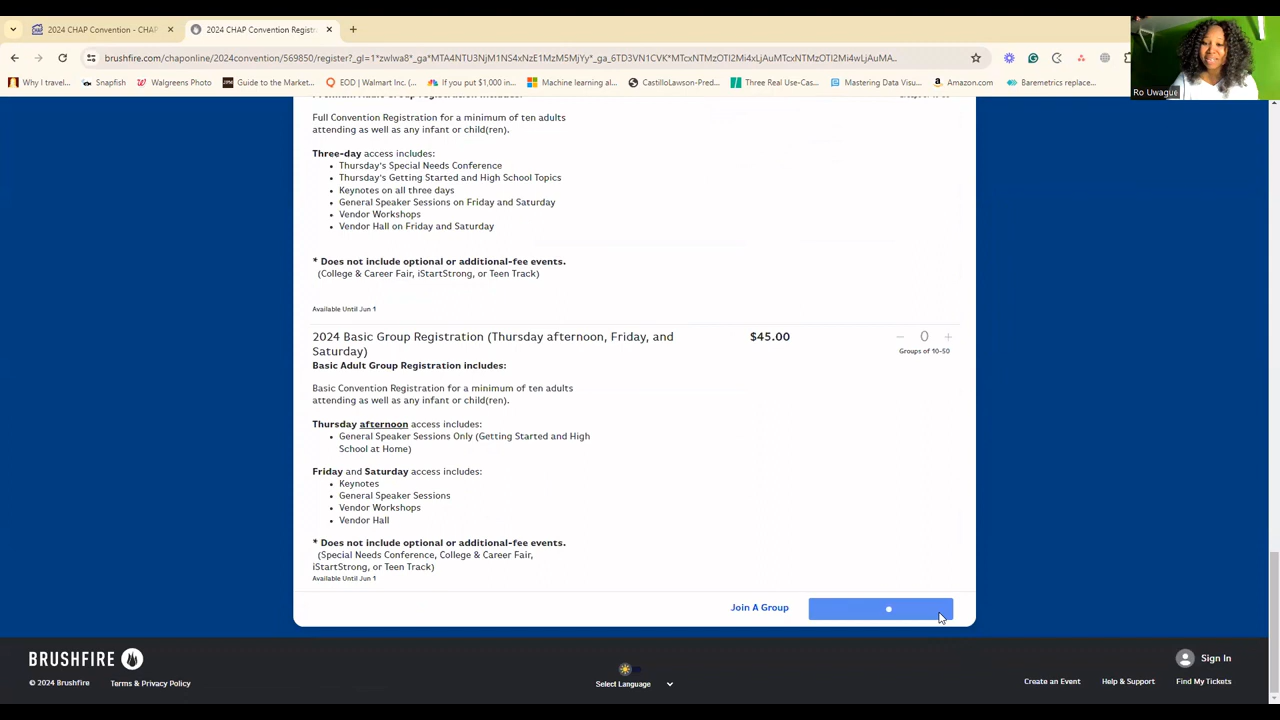 2024 CHAP Convention - CHAP
2024 CHAP Convention Registr
brushfire.com/chaponline/2024convention/569850/register?_gl=1*zwlwa8*_ga*MTA4NTU3NjM1NS4xNzE1MzM5MjYy*_ga_6TD3VN1CVK*MTcxNTMzOTI2Mi4xLjAuMTcxNTMzOTI2Mi4wLjAuMA...
Why I travel... Snapfish Walgreens Photo Guide to the Market... EOD | Walmart Inc. (... If you put $1,000 in... Machine learning al... CastilloLawson-Pred... Three Real Use-Cas... Mastering Data Visu... Amazon.com Baremetrics replace...
Ro Uwague
Full Convention Registration for a minimum of ten adults
attending as well as any infant or child(ren).
Three-day access includes:
• Thursday's Special Needs Conference
• Thursday's Getting Started and High School Topics
• Keynotes on all three days
• General Speaker Sessions on Friday and Saturday
• Vendor Workshops
• Vendor Hall on Friday and Saturday
* Does not include optional or additional-fee events.
(College & Career Fair, iStartStrong, or Teen Track)
Available Until Jun 1
2024 Basic Group Registration (Thursday afternoon, Friday, and
Saturday)
$45.00
− 0 +
Groups of 10-50
Basic Adult Group Registration includes:
Basic Convention Registration for a minimum of ten adults
attending as well as any infant or child(ren).
Thursday afternoon access includes:
• General Speaker Sessions Only (Getting Started and High
School at Home)
Friday and Saturday access includes:
• Keynotes
• General Speaker Sessions
• Vendor Workshops
• Vendor Hall
* Does not include optional or additional-fee events.
(Special Needs Conference, College & Career Fair,
iStartStrong, or Teen Track)
Available Until Jun 1
Join A Group
BRUSHFIRE
Sign In
© 2024 Brushfire Terms & Privacy Policy
Select Language
Create an Event Help & Support Find My Tickets